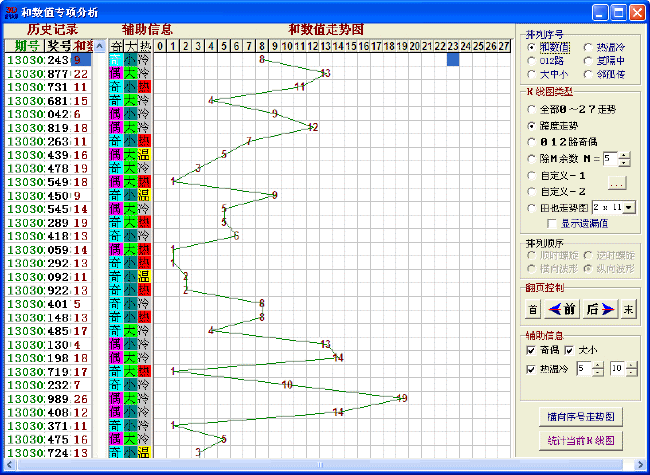 和数值专项分析
历史记录 辅助信息 和数值走势图
期号 奖号 和数 奇 大 热 0 1 2 3 4 5 6 7 8 9 10 11 12 13 14 15 16 17 18 19 20 21 22 23 24 25 26 27
13030 243 9 奇 小 冷 8
13030 877 22 偶 大 冷 13
13030 731 11 奇 小 热 11
13030 681 15 奇 大 冷 4
13030 042 6 偶 小 冷 9
13030 819 18 偶 大 冷 12
13030 263 11 奇 小 热 7
13030 439 16 偶 大 温 5
13030 478 19 奇 大 冷 3
13030 549 18 偶 大 热 1
13030 450 9 奇 小 温 9
13030 545 14 偶 大 冷 5
13030 289 19 奇 大 热 5
13030 418 13 奇 小 冷 6
13030 059 14 偶 大 热 1
13030 292 13 奇 小 热 1
13030 092 11 奇 小 温 2
13030 922 13 奇 小 热 2
13030 401 5 奇 小 冷 8
13030 148 13 奇 小 热 8
13030 485 17 奇 大 冷 4
13030 130 4 偶 小 冷 13
13030 198 18 偶 大 冷 14
13030 719 17 奇 大 热 1
13030 232 7 奇 小 冷 10
13030 989 26 偶 大 冷 19
13030 408 12 偶 小 冷 14
13030 371 11 奇 小 冷 1
13030 475 16 偶 大 冷 5
13030 724 13 奇 小 温 3
排列序号
和数值 热温冷
012路 重隔中
大中小 邻孤传
K线图类型
全部0~27走势
跨度走势
012路奇偶
除M余数 M= 5
自定义-1
自定义-2
...
田也走势图 2 x 11
显示遗漏值
排列顺序
顺时螺旋 逆时螺旋
横向波形 纵向波形
翻页控制
首 前 后 末
辅助信息
奇偶 大小
热温冷 5 10
横向序号走势图
统计当前K线图